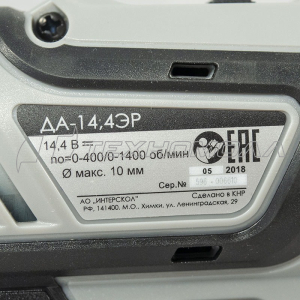 ДА-14,4ЭР
14,4 В
no=0-400/0-1400 об/мин
Ø макс. 10 мм
EAC
05 2018
Сер.№
АО „ИНТЕРСКОЛ"
Сделано в КНР
РФ, 141400, М.О., Химки, ул. Ленинградская, 29